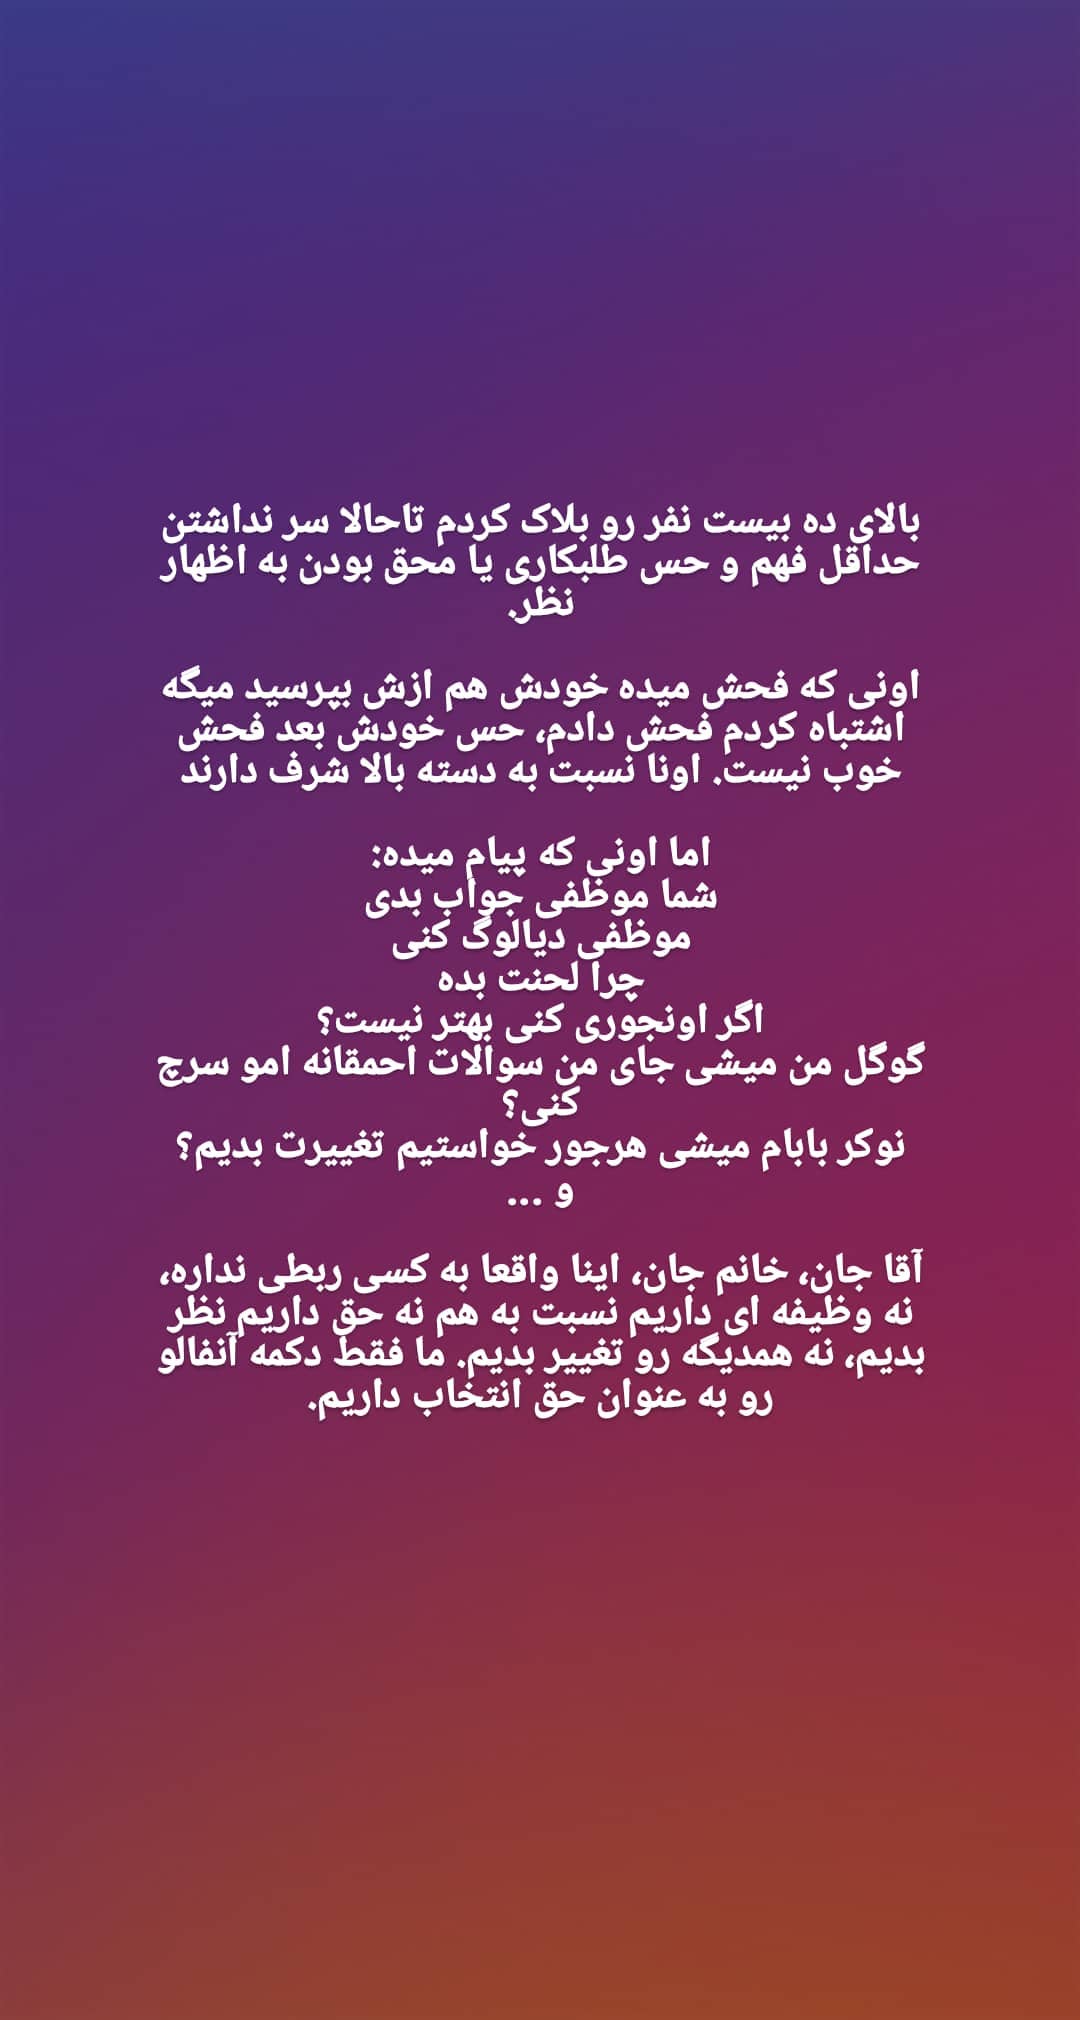 بالای ده بیست نفر رو بلاک کردم تاحالا سر نداشتن
حداقل فهم و حس طلبکاری یا محق بودن به اظهار
نظر.
اونی که فحش میده خودش هم ازش بپرسید میگه
اشتباه کردم فحش دادم، حس خودش بعد فحش
خوب نیست. اونا نسبت به دسته بالا شرف دارند
اما اونی که پیام میده:
شما موظفی جواب بدی
موظفی دیالوگ کنی
چرا لحنت بده
اگر اونجوری کنی بهتر نیست؟
گوگل من میشی جای من سوالات احمقانه امو سرچ
کنی؟
نوکر بابام میشی هرجور خواستیم تغییرت بدیم؟
و ...
آقا جان، خانم جان، اینا واقعا به کسی ربطی نداره،
نه وظیفه ای داریم نسبت به هم نه حق داریم نظر
بدیم، نه همدیگه رو تغییر بدیم. ما فقط دکمه آنفالو
رو به عنوان حق انتخاب داریم.